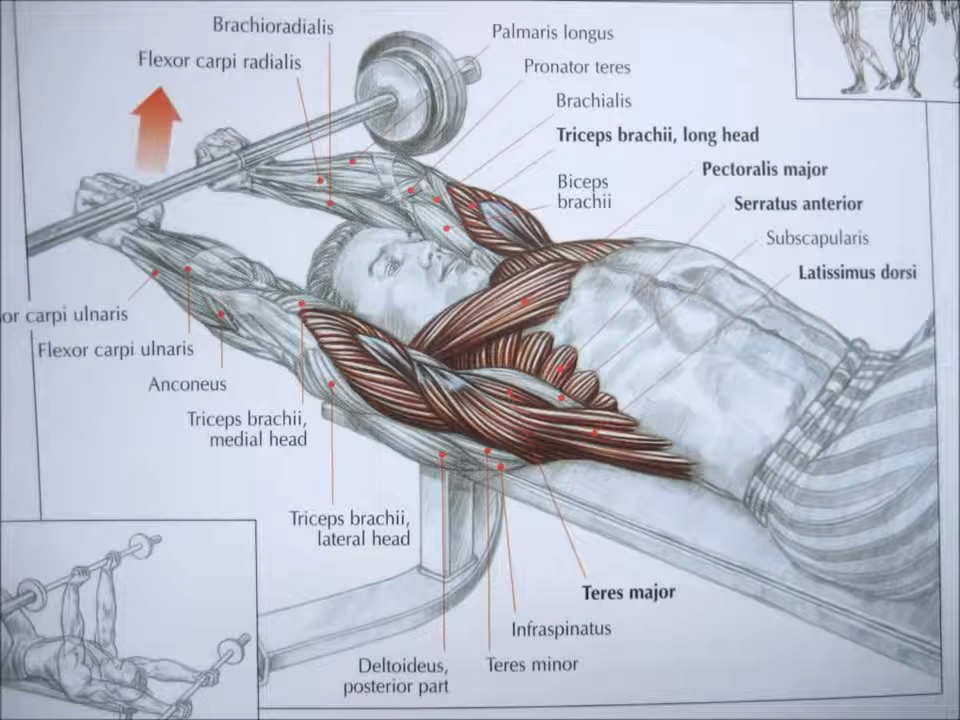 Brachioradialis
Flexor carpi radialis
Palmaris longus
Pronator teres
Brachialis
Triceps brachii, long head
Biceps
brachii
Pectoralis major
Serratus anterior
Subscapularis
Latissimus dorsi
or carpi ulnaris
Flexor carpi ulnaris
Anconeus
Triceps brachii,
medial head
Triceps brachii,
lateral head
Teres major
Infraspinatus
Teres minor
Deltoideus,
posterior part